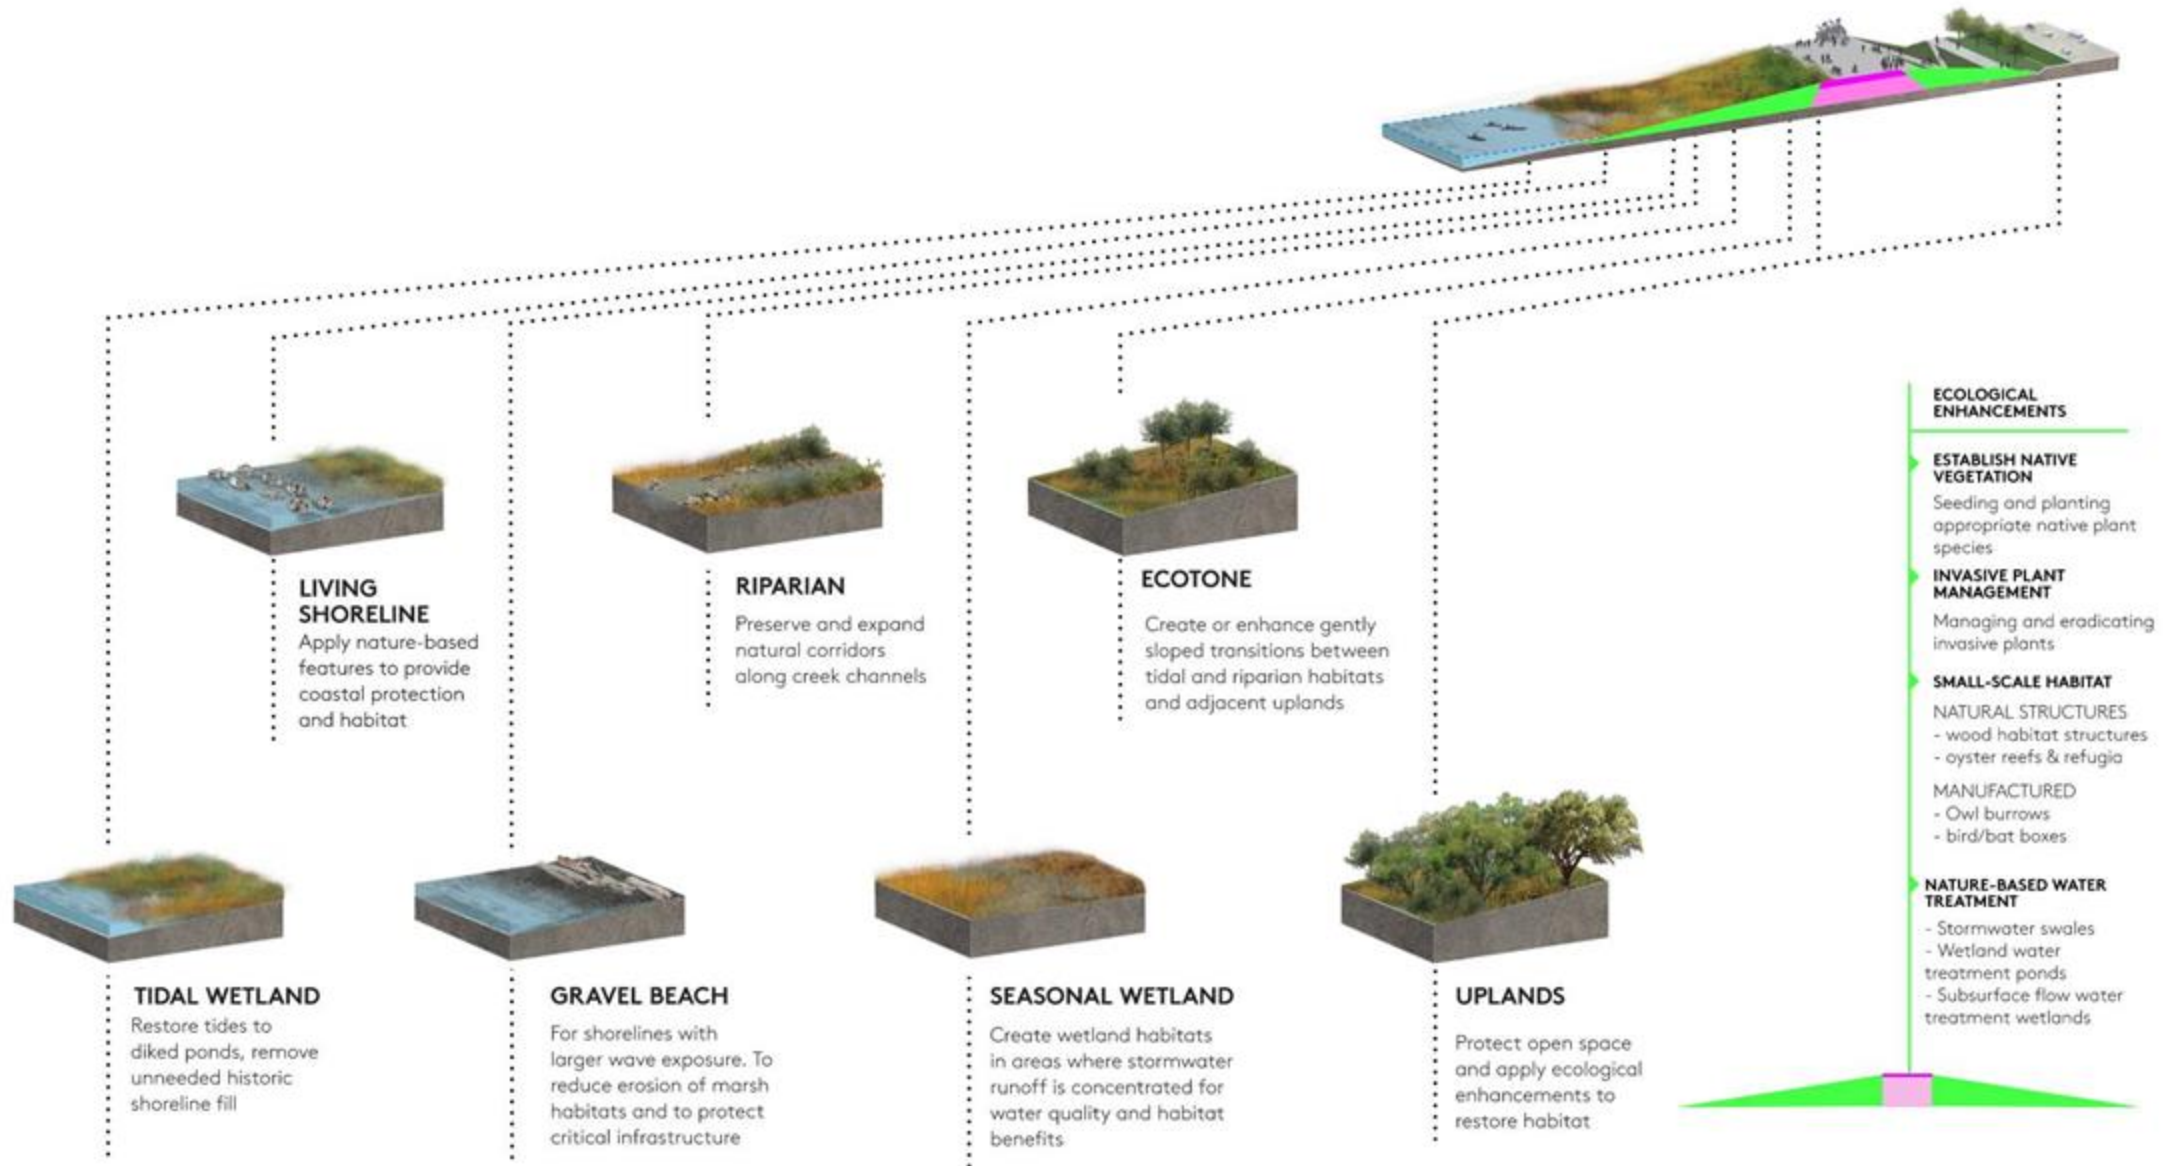 LIVING
SHORELINE
Apply nature-based
features to provide
coastal protection
and habitat
RIPARIAN
Preserve and expand
natural corridors
along creek channels
ECOTONE
Create or enhance gently
sloped transitions between
tidal and riparian habitats
and adjacent uplands
TIDAL WETLAND
Restore tides to
diked ponds, remove
unneeded historic
shoreline fill
GRAVEL BEACH
For shorelines with
larger wave exposure. To
reduce erosion of marsh
habitats and to protect
critical infrastructure
SEASONAL WETLAND
Create wetland habitats
in areas where stormwater
runoff is concentrated for
water quality and habitat
benefits
UPLANDS
Protect open space
and apply ecological
enhancements to
restore habitat
ECOLOGICAL
ENHANCEMENTS
ESTABLISH NATIVE
VEGETATION
Seeding and planting
appropriate native plant
species
INVASIVE PLANT
MANAGEMENT
Managing and eradicating
invasive plants
SMALL-SCALE HABITAT
NATURAL STRUCTURES
- wood habitat structures
- oyster reefs & refugia
MANUFACTURED
- Owl burrows
- bird/bat boxes
NATURE-BASED WATER
TREATMENT
- Stormwater swales
- Wetland water
treatment ponds
- Subsurface flow water
treatment wetlands